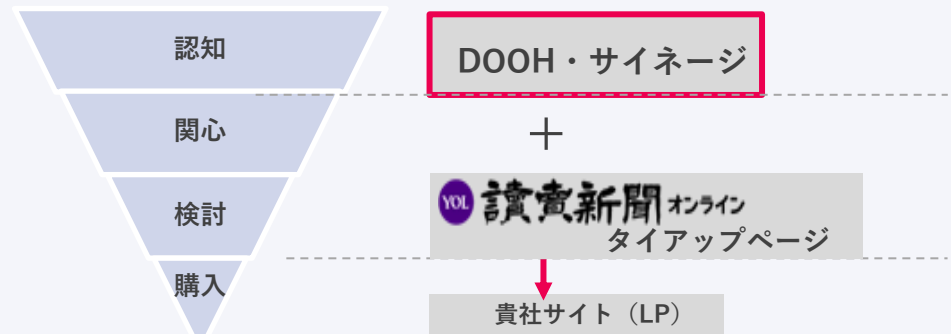 認知
DOOH・サイネージ
関心
＋
検討
YOL 讀賣新聞 オンライン
タイアップページ
購入
貴社サイト（LP）